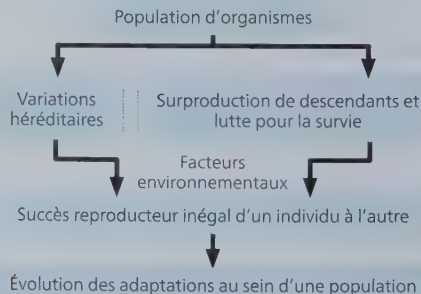 Population d’organismes
Variations
héréditaires
Surproduction de descendants et
lutte pour la survie
Facteurs
environnementaux
Succès reproducteur inégal d’un individu à l’autre
Évolution des adaptations au sein d’une population